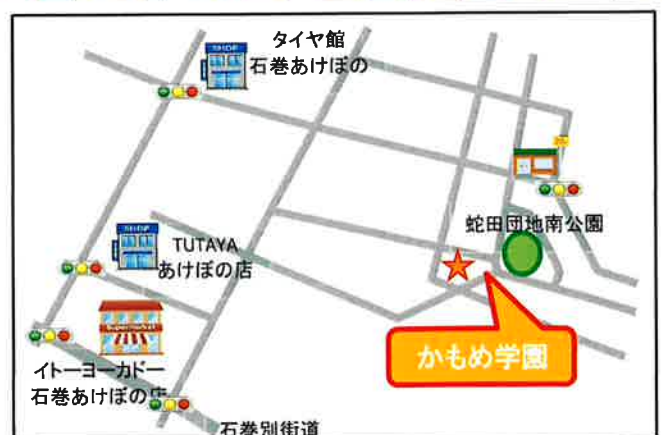 タイヤ館
石巻あけぼの
SHOP
蛇田団地南公園
SHOP
TUTAYA
あけぼの店
かもめ学園
Supermarket
イトーヨーカドー
石巻あけぼの店
石巻別街道